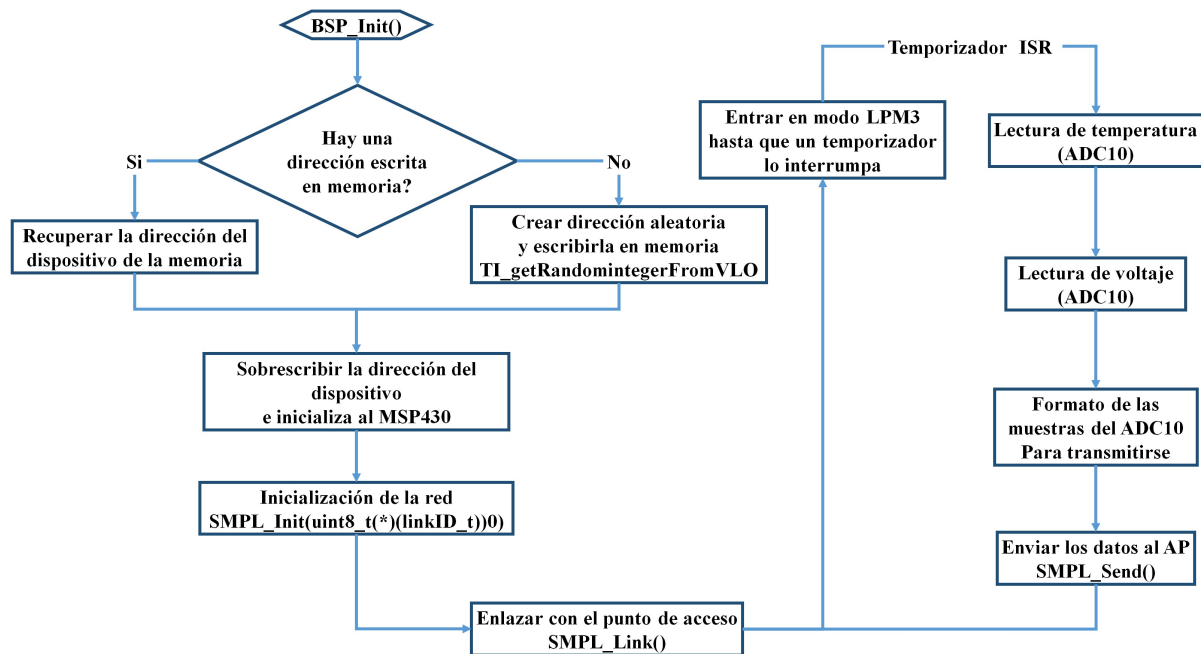 BSP_Init()
Hay una
dirección escrita
en memoria?
Si
No
Recuperar la dirección del
dispositivo de la memoria
Crear dirección aleatoria
y escribirla en memoria
TI_getRandomintegerFromVLO
Sobrescribir la dirección del
dispositivo
e inicializa al MSP430
Inicialización de la red
SMPL_Init(uint8_t(*)(linkID_t))0)
Enlazar con el punto de acceso
SMPL_Link()
Entrar en modo LPM3
hasta que un temporizador
lo interrumpa
Temporizador ISR
Lectura de temperatura
(ADC10)
Lectura de voltaje
(ADC10)
Formato de las
muestras del ADC10
Para transmitirse
Enviar los datos al AP
SMPL_Send()